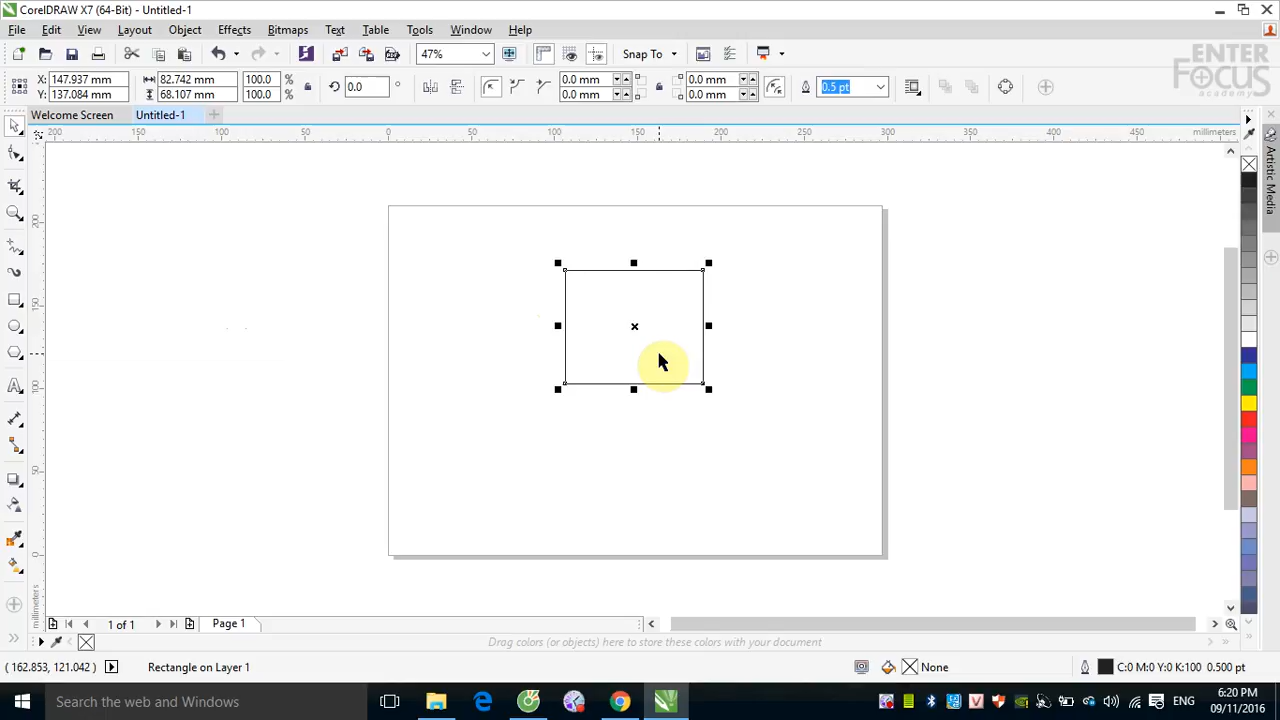 CorelDRAW X7 (64-Bit) - Untitled-1
File Edit View Layout Object Effects Bitmaps Text Table Tools Window Help
47% Snap To
ENTER
FOCUS
academy
X: 147.937 mm 82.742 mm 100.0 % 0.0 ° 0.0 mm 0.0 mm 0.5 pt
Y: 137.084 mm 68.107 mm 100.0 % 0.0 mm 0.0 mm
Welcome Screen Untitled-1
200 150 100 50 0 50 100 150 200 250 300 350 400 450 millimeters
Artistic Media
200
150
100
50
0
millimeters
1 of 1 Page 1
Drag colors (or objects) here to store these colors with your document
( 162.853, 121.042 ) Rectangle on Layer 1 None C:0 M:0 Y:0 K:100 0.500 pt
Search the web and Windows ENG 6:20 PM
09/11/2016